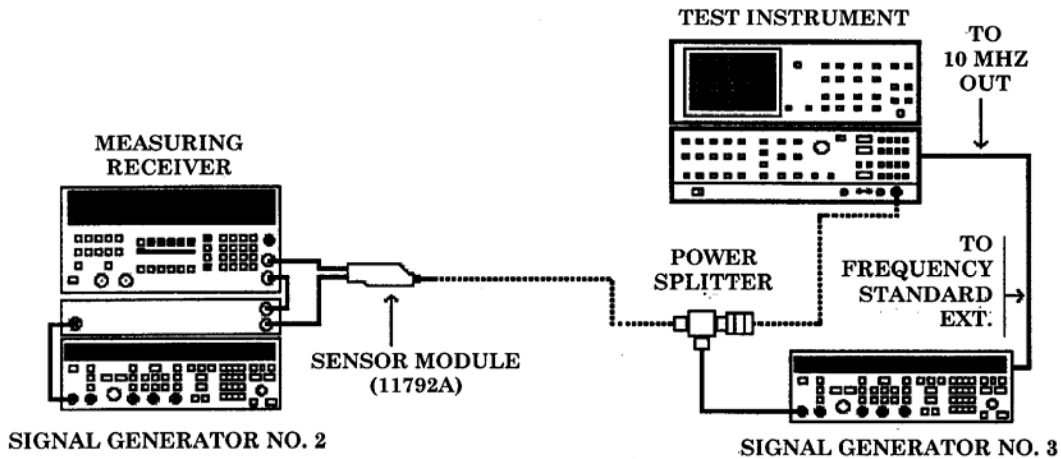 TEST INSTRUMENT
TO
10 MHZ
OUT
MEASURING
RECEIVER
POWER
SPLITTER
TO
FREQUENCY
STANDARD
EXT.
SENSOR MODULE
(11792A)
SIGNAL GENERATOR NO. 2
SIGNAL GENERATOR NO. 3